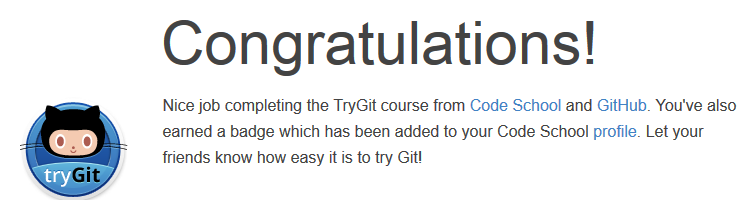 Congratulations!
Nice job completing the TryGit course from Code School and GitHub. You've also
earned a badge which has been added to your Code School profile. Let your
friends know how easy it is to try Git!
tryGit